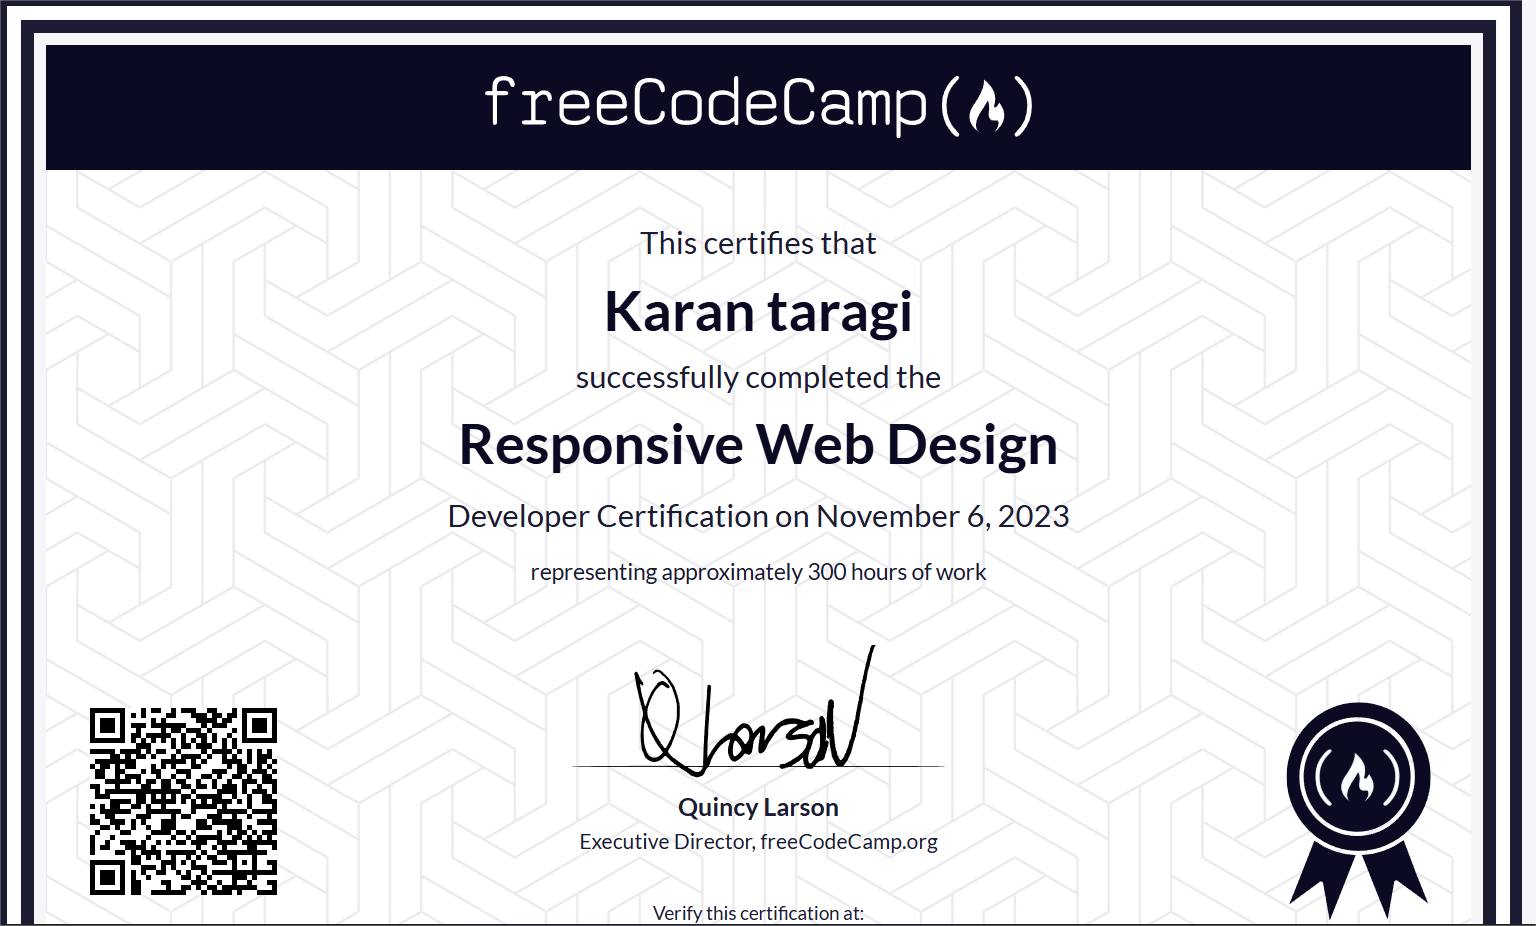 freeCodeCamp
This certifies that
Karan taragi
successfully completed the
Responsive Web Design
Developer Certification on November 6, 2023
representing approximately 300 hours of work
Q Larson
Quincy Larson
Executive Director, freeCodeCamp.org
Verify this certification at: